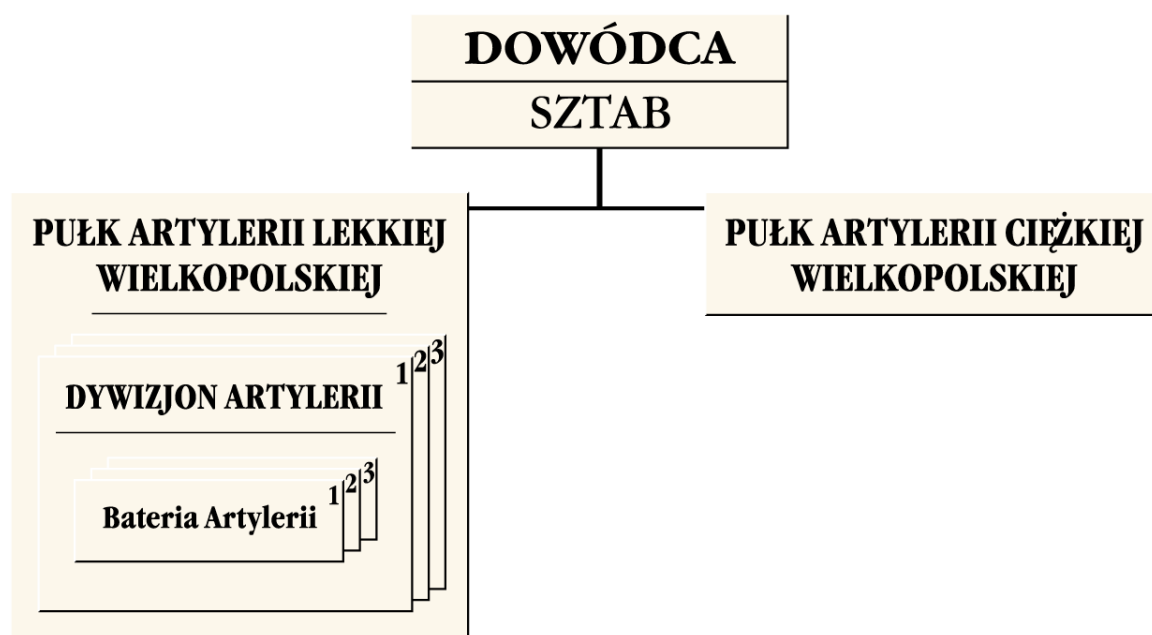 DOWÓDCA
SZTAB
PUŁK ARTYLERII LEKKIEJ
WIELKOPOLSKIEJ
DYWIZJON ARTYLERII
1
2
3
Bateria Artylerii
1
2
3
PUŁK ARTYLERII CIĘŻKIEJ
WIELKOPOLSKIEJ